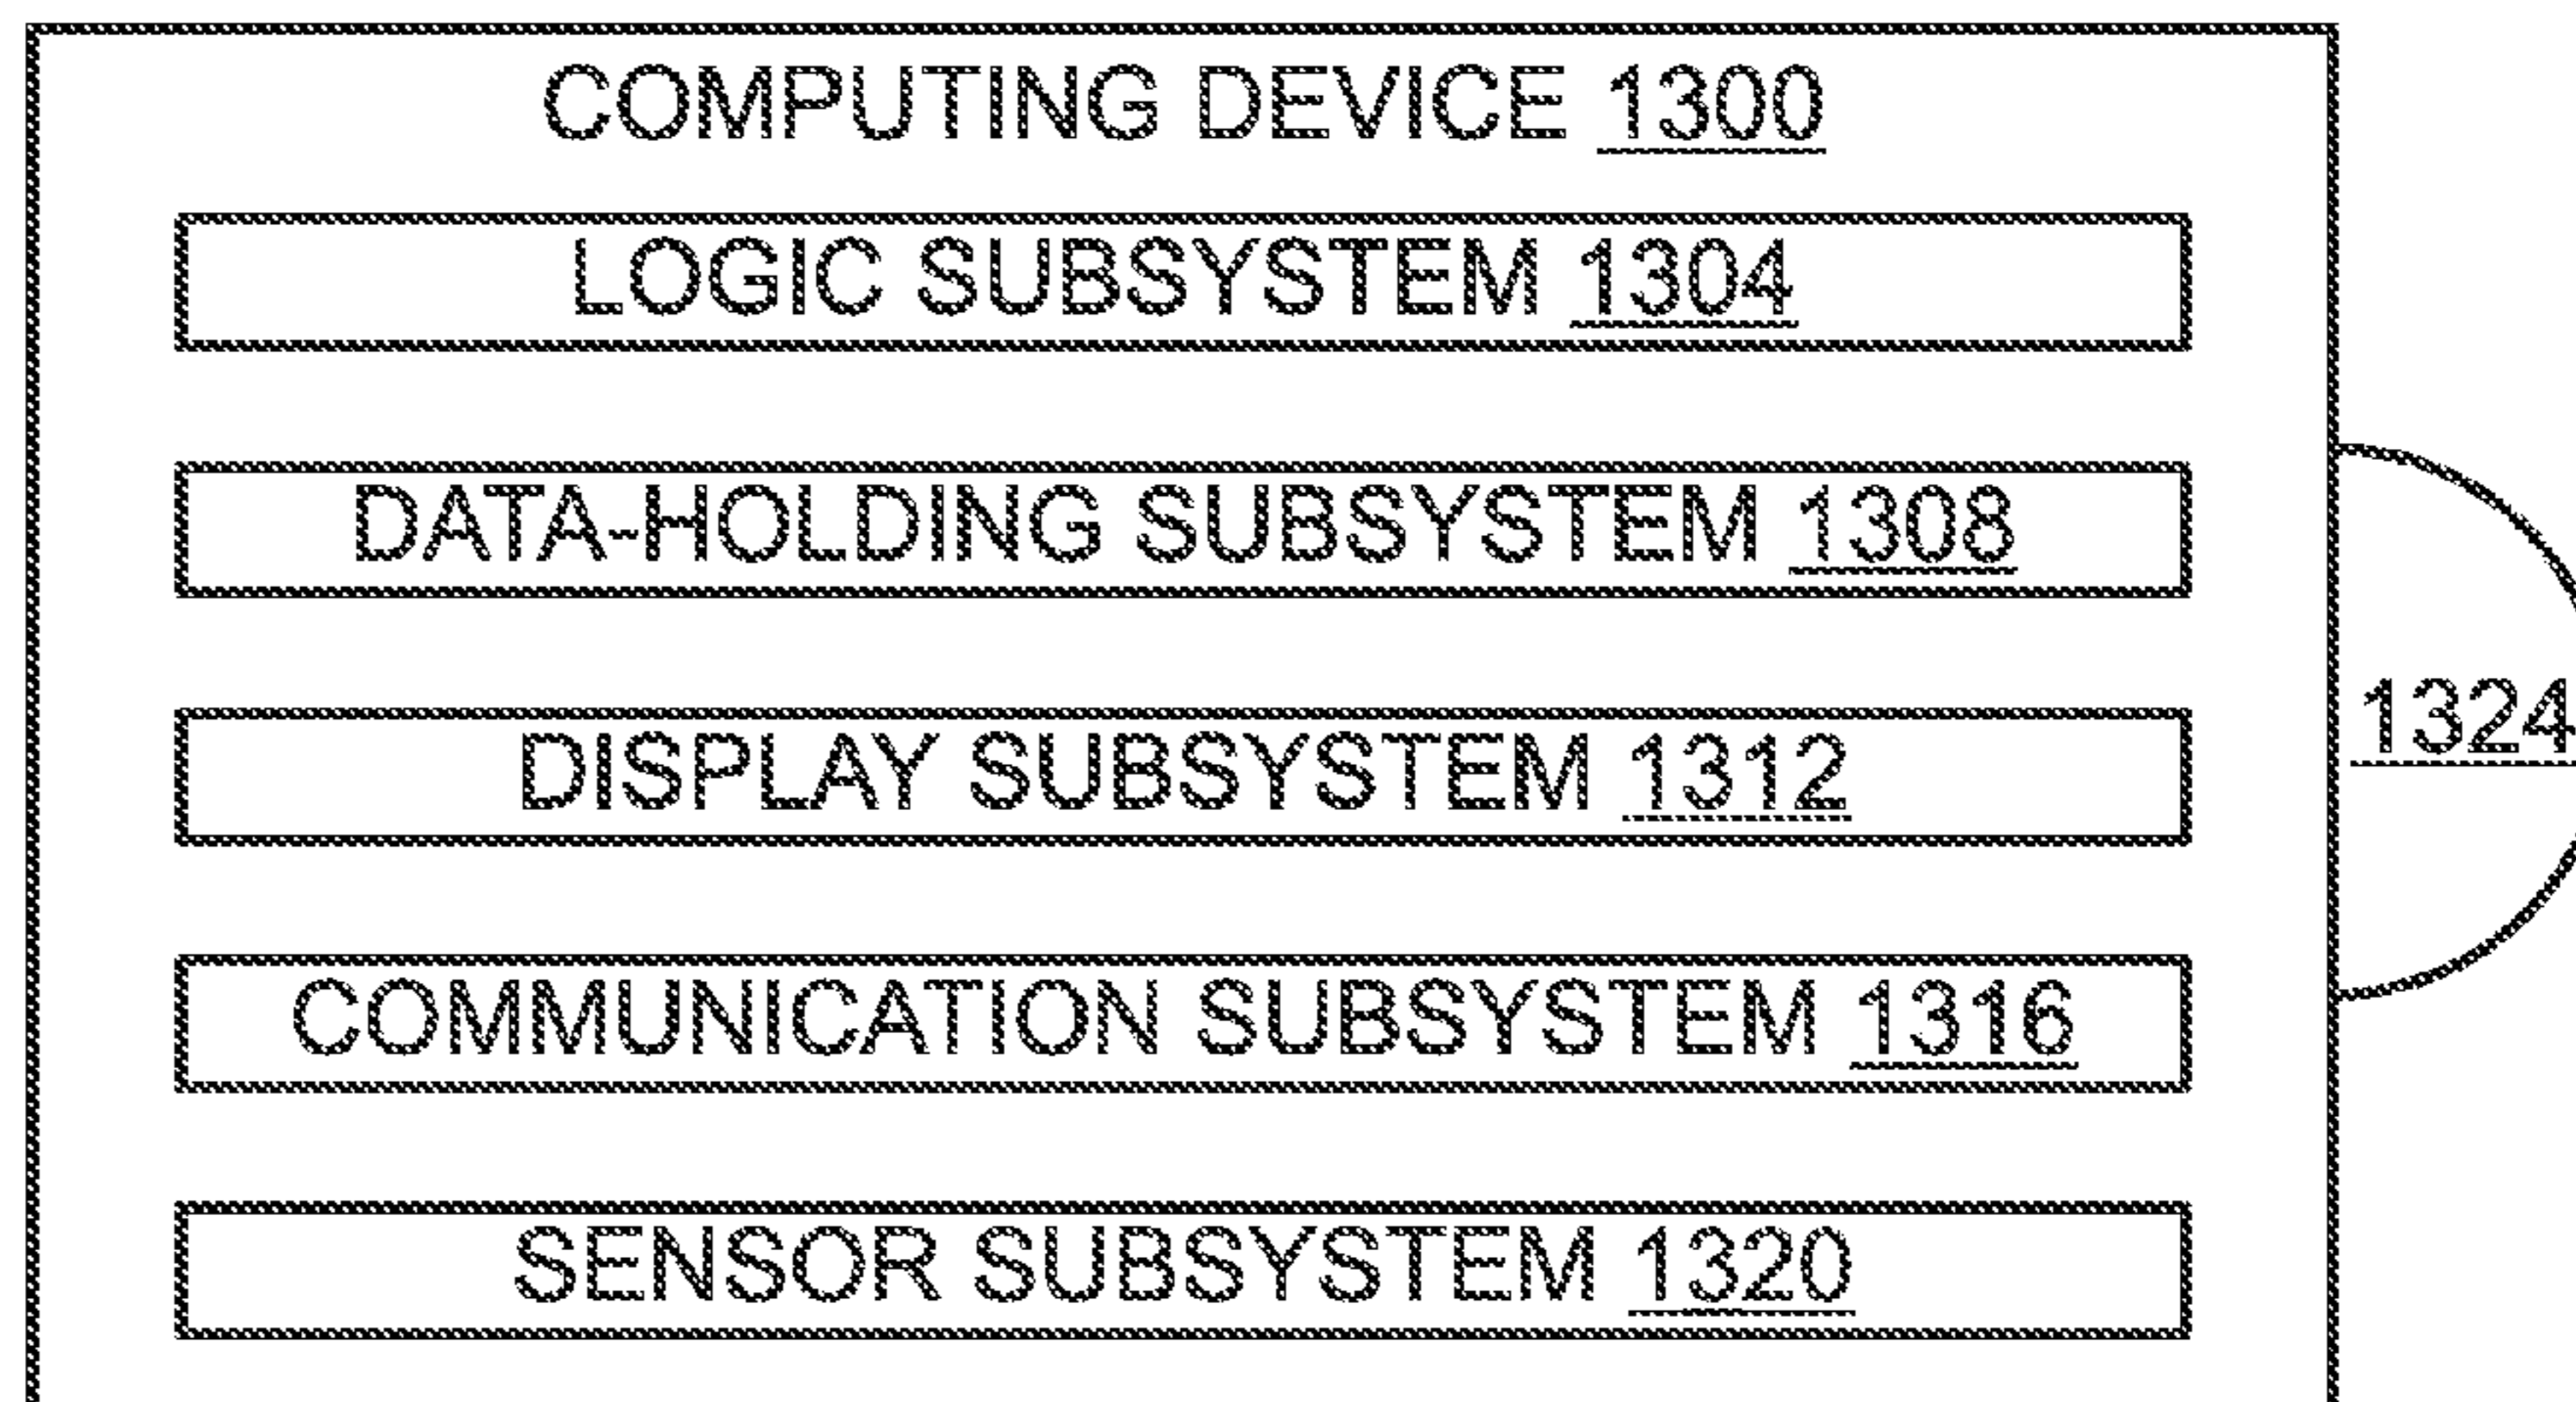 COMPUTING DEVICE 1300
LOGIC SUBSYSTEM 1304
DATA-HOLDING SUBSYSTEM 1308
DISPLAY SUBSYSTEM 1312
1324
COMMUNICATION SUBSYSTEM 1316
SENSOR SUBSYSTEM 1320